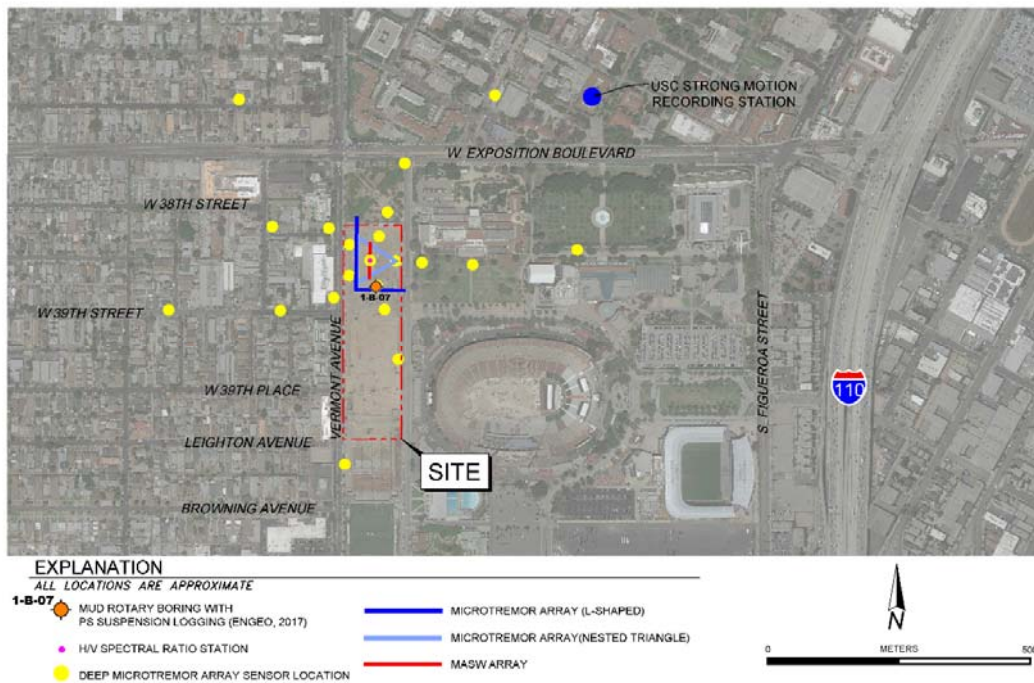 USC STRONG MOTION
RECORDING STATION
W. EXPOSITION BOULEVARD
W 38TH STREET
1-B-07
W 39TH STREET
VERMONT AVENUE
S. FIGUEROA STREET
W 39TH PLACE
110
LEIGHTON AVENUE
SITE
BROWNING AVENUE
EXPLANATION
ALL LOCATIONS ARE APPROXIMATE
1-B-07
MUD ROTARY BORING WITH
PS SUSPENSION LOGGING (ENGEO, 2017)
H/V SPECTRAL RATIO STATION
DEEP MICROTREMOR ARRAY SENSOR LOCATION
MICROTREMOR ARRAY (L-SHAPED)
MICROTREMOR ARRAY(NESTED TRIANGLE)
MASW ARRAY
N
METERS
0